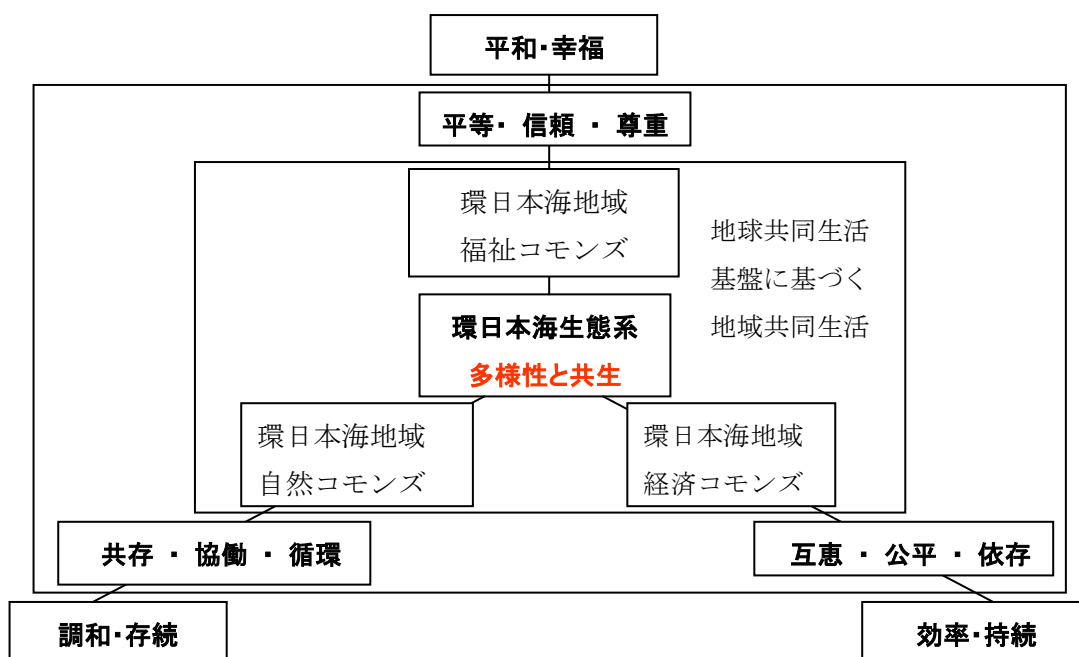 平和・幸福
平等・ 信頼 ・ 尊重
環日本海地域
福祉コモンズ
地球共同生活
基盤に基づく
地域共同生活
環日本海生態系
多様性と共生
環日本海地域
自然コモンズ
環日本海地域
経済コモンズ
共存 ・ 協働 ・ 循環
互恵 ・ 公平 ・ 依存
調和・存続
効率・持続